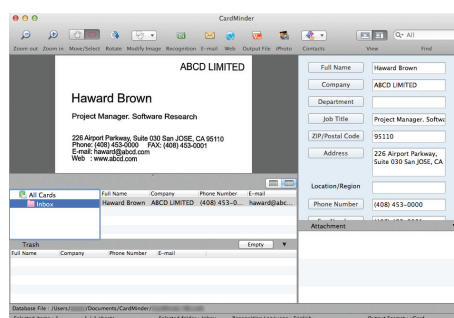 CardMinder
Q- All
Zoom out Zoom in Move/Select Rotate Modify Image Recognition E-mail Web Output File iPhoto Contacts View Find
ABCD LIMITED
Haward Brown
Project Manager. Software Research
226 Airport Parkway, Suite 030 San JOSE, CA 95110
Phone: (408) 453-0000 FAX: (408) 453-0001
E-mail: haward@abcd.com
Web : www.abcd.com
Full Name Haward Brown
Company ABCD LIMITED
Department
Job Title Project Manager. Softwa
ZIP/Postal Code 95110
Address 226 Airport Parkway,
Suite 030 San JOSE, CA
Location/Region
Phone Number (408) 453-0000
Attachment
All Cards
Inbox
Full Name Company Phone Number E-mail
Haward Brown ABCD LIMITED (408) 453-0... haward@abc...
Trash Empty
Full Name Company Phone Number E-mail
Database File : /Users/ /Documents/CardMinder/